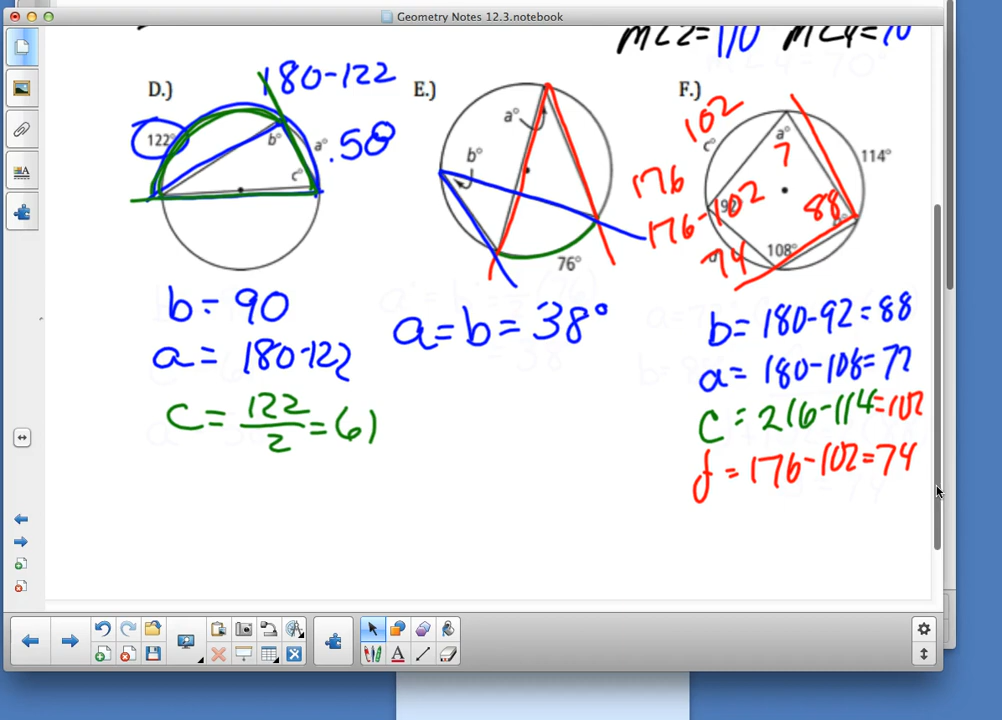 Geometry Notes 12.3.notebook
m∠2=110 m∠4=70
D.)
180-122
122°
b°
a°
c°
.58°
b = 90
a = 180-122
c = 122/2 = 61
E.)
a°
b°
76°
a = b = 38°
F.)
102
c°
a°
7
114°
176
176-102
92
88
74
108°
b = 180-92=88
a = 180-108=72
c = 216-114=102
d = 176-102=74
A